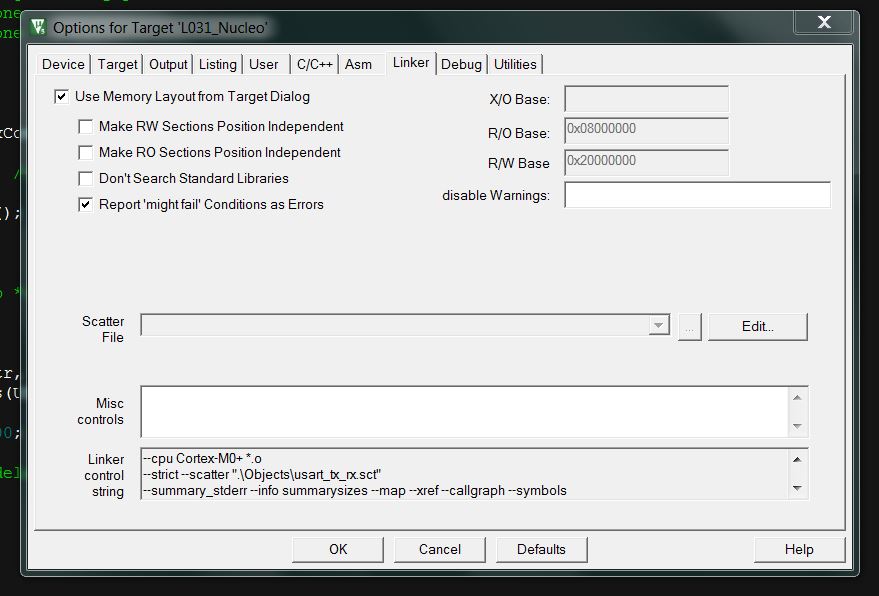 Options for Target 'L031_Nucleo'
Device Target Output Listing User C/C++ Asm Linker Debug Utilities
Use Memory Layout from Target Dialog
X/O Base:
Make RW Sections Position Independent
R/O Base: 0x08000000
Make RO Sections Position Independent
R/W Base 0x20000000
Don't Search Standard Libraries
disable Warnings:
Report 'might fail' Conditions as Errors
Scatter
File
...
Edit...
Misc
controls
Linker
control
string
--cpu Cortex-M0+ *.o
--strict --scatter ".\Objects\usart_tx_rx.sct"
--summary_stderr --info summarysizes --map --xref --callgraph --symbols
OK Cancel Defaults Help